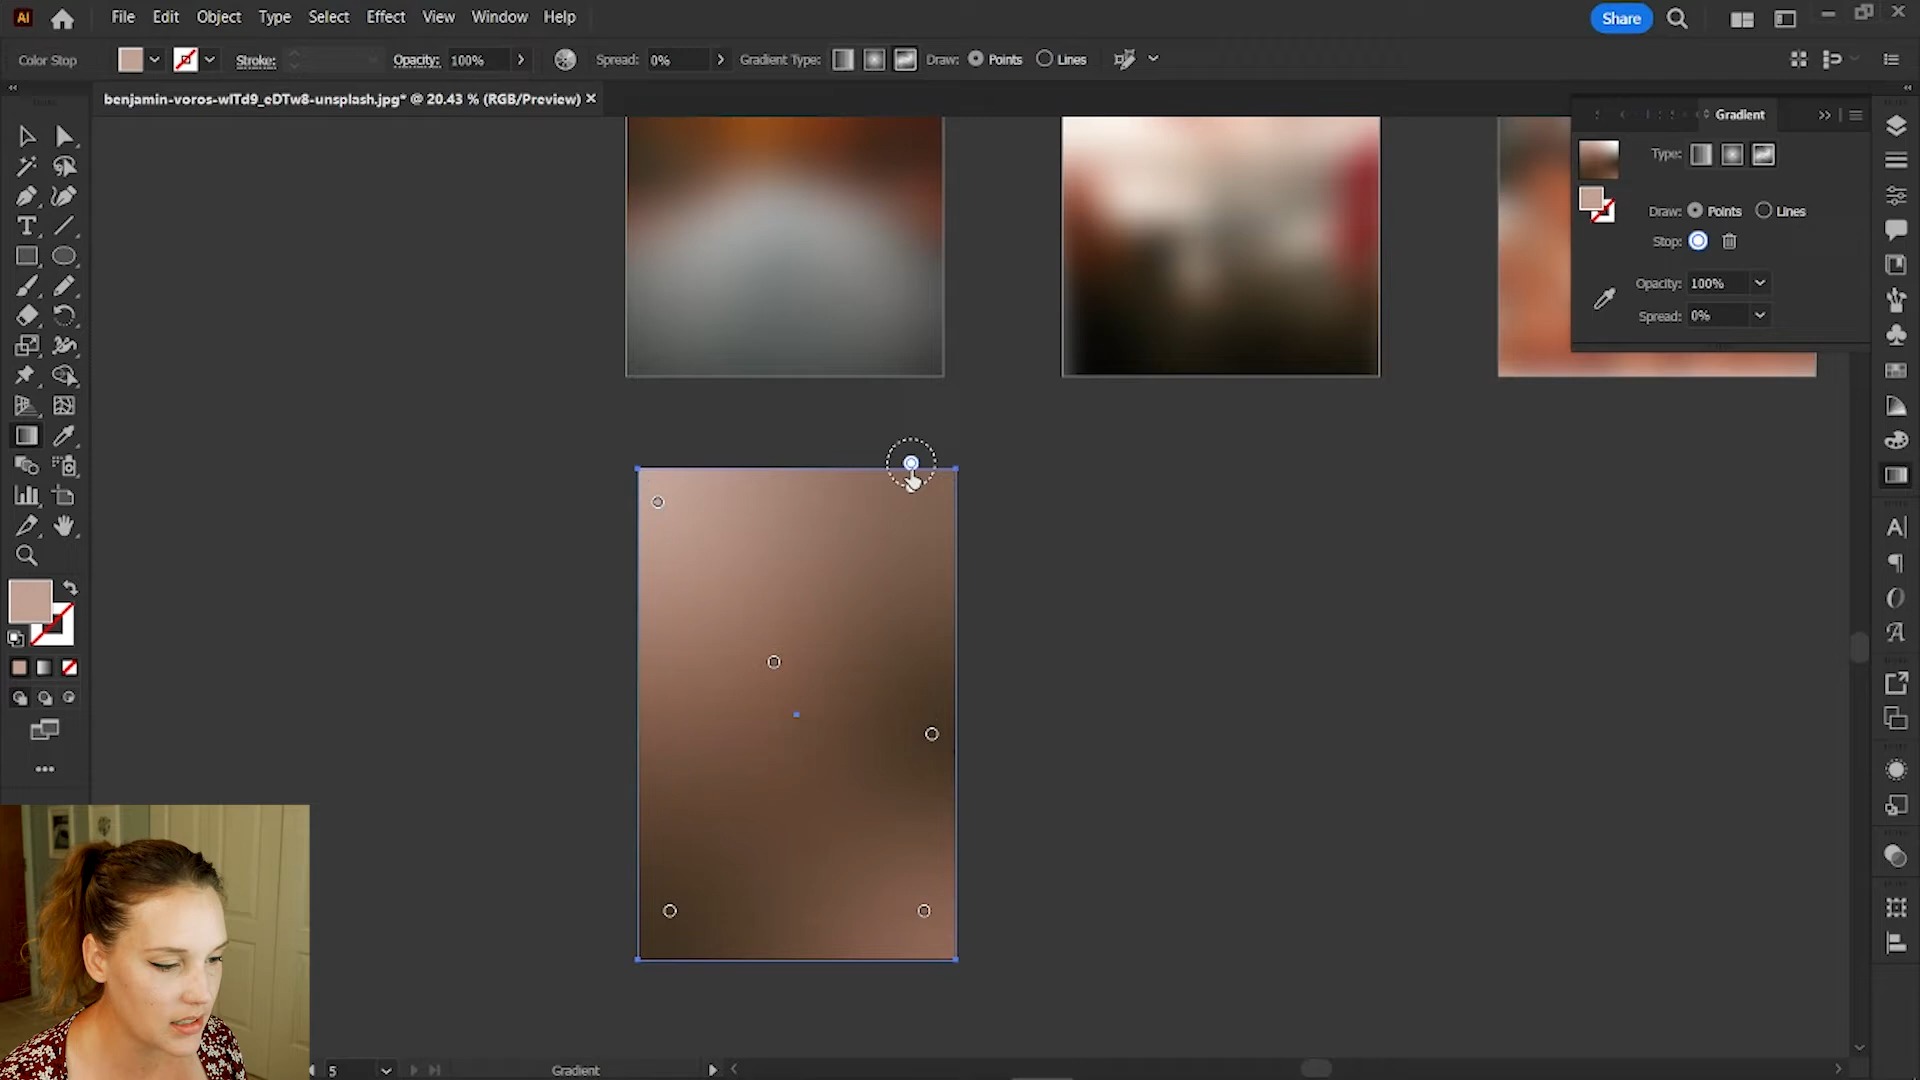 Ai File Edit Object Type Select Effect View Window Help Share
Color Stop Stroke: Opacity: 100% Spread: 0% Gradient Type: Draw: Points Lines
benjamin-voros-wITd9_eDTw8-unsplash.jpg* @ 20.43 % (RGB/Preview)
Gradient
Type:
Draw: Points Lines
Stop:
Opacity: 100%
Spread: 0%
5 Gradient